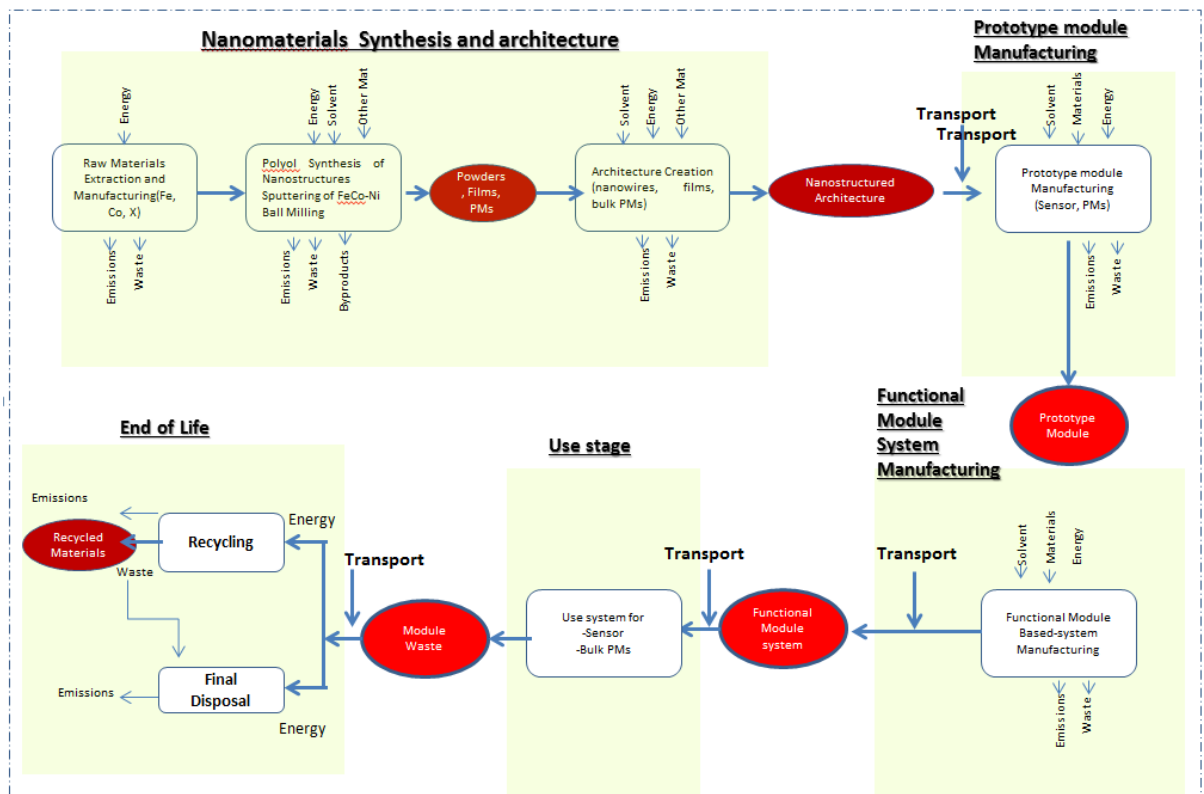 Nanomaterials Synthesis and architecture
Prototype module
Manufacturing
Energy
Energy
Solvent
Other Mat
Solvent
Energy
Other Mat
Transport
Transport
Solvent
Materials
Energy
Raw Materials
Extraction and
Manufacturing(Fe,
Co, X)
Polyol Synthesis of
Nanostructures
Sputtering of FeCo-Ni
Ball Milling
Powders
, Films,
PMs
Architecture Creation
(nanowires, films,
bulk PMs)
Nanostructured
Architecture
Prototype module
Manufacturing
(Sensor, PMs)
Emissions
Waste
Emissions
Waste
Byproducts
Emissions
Waste
Emissions
Waste
Prototype
Module
Functional
Module
System
Manufacturing
End of Life
Use stage
Emissions
Recycled
Materials
Recycling
Energy
Waste
Transport
Module
Waste
Final
Disposal
Emissions
Energy
Use system for
-Sensor
-Bulk PMs
Transport
Functional
Module
system
Transport
Solvent
Materials
Energy
Functional Module
Based-system
Manufacturing
Emissions
Waste